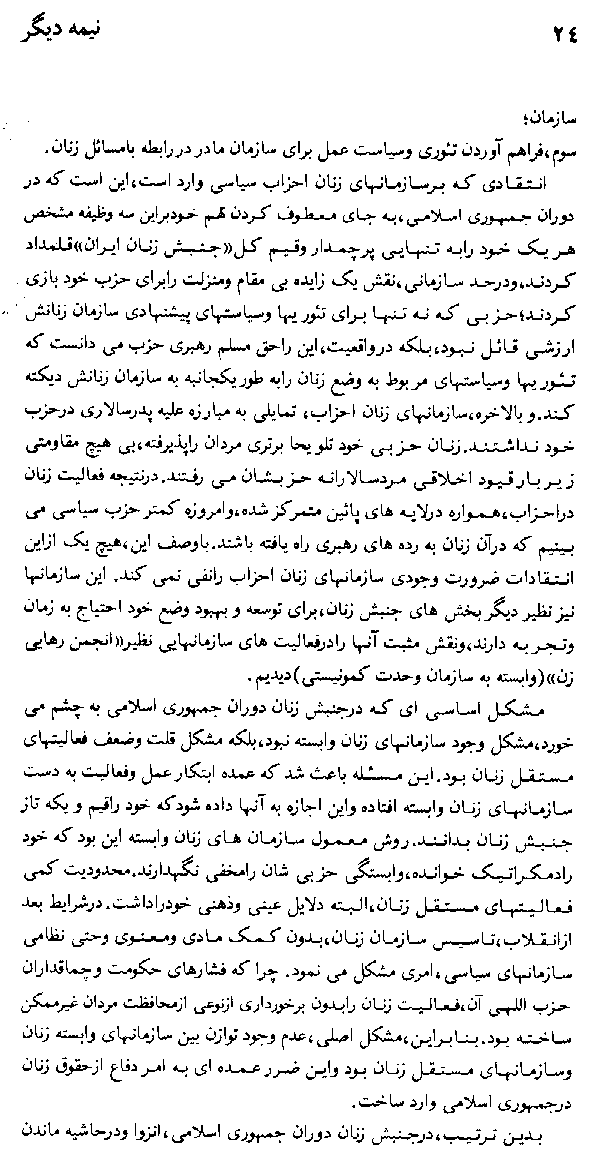 ۲٤
نیمه دیگر
سازمان؛
سوم،فراهم آوردن تئوری وسیاست عمل برای سازمان مادر در رابطه بامسائل زنان.
انتقادی که برسازمانهای زنان احزاب سیاسی وارد است،این است که در
دوران جمهوری اسلامی،به جای معطوف کردن هم خودبراین سه وظیفه مشخص
هر یک خود رابه تنهایی پرچمدار وقیم کل«جنبش زنان ایران»قلمداد
کردند،ودرحد سازمانی،نقش یک زایده بی مقام ومنزلت رابرای حزب خود بازی
کردند؛حزبی که نه تنها برای تئوریها وسیاستهای پیشنهادی سازمان زنانش
ارزشی قائل نبود،بلکه درواقعیت،این راحق مسلم رهبری حزب می دانست که
تئوریها وسیاستهای مربوط به وضع زنان رابه طوریکجانبه به سازمان زنانش دیکته
کند.و بالاخره،سازمانهای زنان احزاب، تمایلی به مبارزه علیه پدرسالاری درحزب
خود نداشتند.زنان حزبی خود تلویحا برتری مردان راپذیرفته،بی هیچ مقاومتی
زیر بار قیود اخلاقی مردسالارانه حزبشان می رفتند. درنتیجه فعالیت زنان
دراحزاب،همواره درلایه های پائین متمرکز شده،وامروزه کمتر حزب سیاسی می
بینیم که درآن زنان به رده های رهبری راه یافته باشند. باوصف این،هیچ یک ازاین
انتقادات ضرورت وجودی سازمانهای زنان احزاب رانفی نمی کند. این سازمانها
نیز نظیر دیگر بخش های جنبش زنان،برای توسعه و بهبود وضع خود احتیاج به زمان
وتجربه دارند،ونقش مثبت آنها رادرفعالیت های سازمانهایی نظیر«انجمن رهایی
زن»(وابسته به سازمان وحدت کمونیستی)دیدیم.
مشکل اساسی ای که درجنبش زنان دوران جمهوری اسلامی به چشم می
خورد،مشکل وجود سازمانهای زنان وابسته نبود،بلکه مشکل قلت وضعف فعالیتهای
مستقل زنان بود. این مسئله باعث شد که عمده ابتکار عمل وفعالیت به دست
سازمانهای زنان وابسته افتاده واین اجازه به آنها داده شودکه خود راقیم و یکه تاز
جنبش زنان بدانند. روش معمول سازمان های زنان وابسته این بود که خود
رادمکراتیک خوانده،وابستگی حزبی شان رامخفی نگهدارند. محدودیت کمی
فعالیتهای مستقل زنان،البته دلایل عینی وذهنی خودراداشت. درشرایط بعد
ازانقلاب،تاسیس سازمان زنان،بدون کمک مادی ومعنوی وحتی نظامی
سازمانهای سیاسی، امری مشکل می نمود. چرا که فشارهای حکومت وچماقداران
حزب اللهی آن،فعالیت زنان رابدون برخورداری ازنوعی ازمحافظت مردان غیرممکن
ساخته بود. بنابراین،مشکل اصلی،عدم وجود توازن بین سازمانهای وابسته زنان
وسازمانهای مستقل زنان بود واین ضرر عمده ای به امر دفاع ازحقوق زنان
درجمهوری اسلامی وارد ساخت.
بدین ترتیب،درجنبش زنان دوران جمهوری اسلامی،انزوا ودرحاشیه ماندن